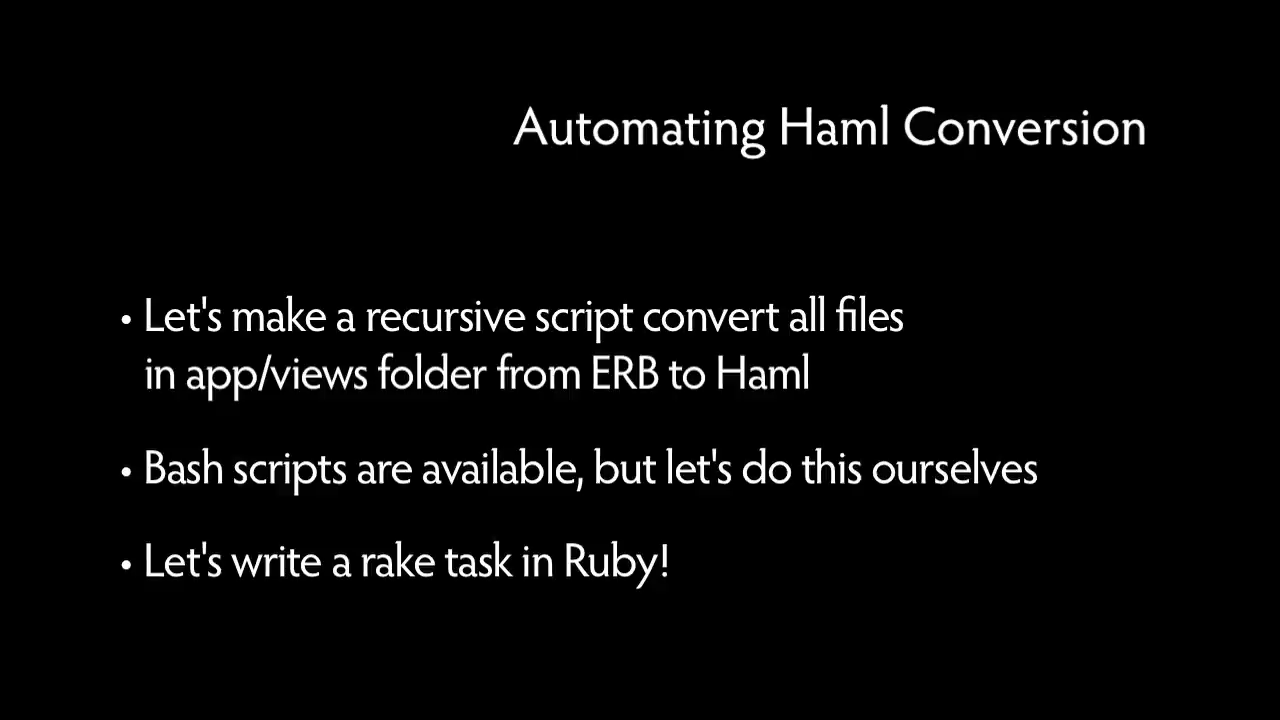 Automating Haml Conversion
• Let's make a recursive script convert all files
in app/views folder from ERB to Haml
• Bash scripts are available, but let's do this ourselves
• Let's write a rake task in Ruby!